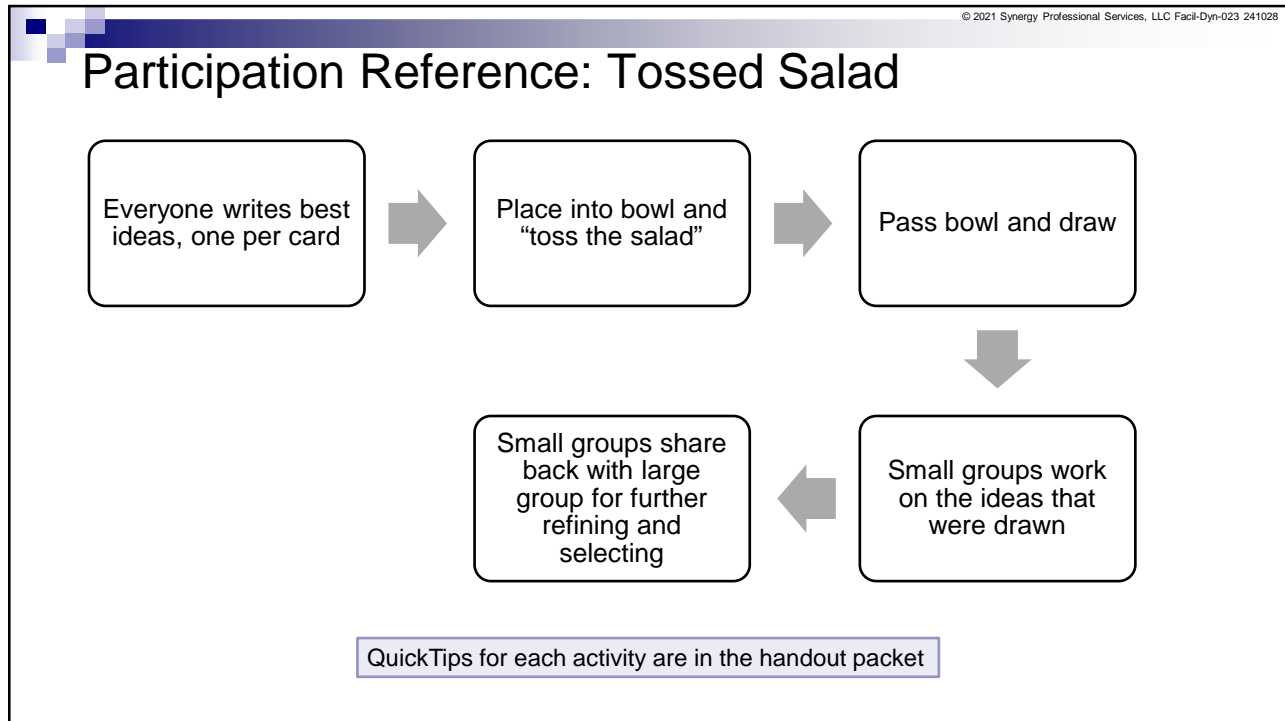 © 2021 Synergy Professional Services, LLC Facil-Dyn-023 241028
Participation Reference: Tossed Salad
Everyone writes best
ideas, one per card
Place into bowl and
“toss the salad”
Pass bowl and draw
Small groups work
on the ideas that
were drawn
Small groups share
back with large
group for further
refining and
selecting
QuickTips for each activity are in the handout packet